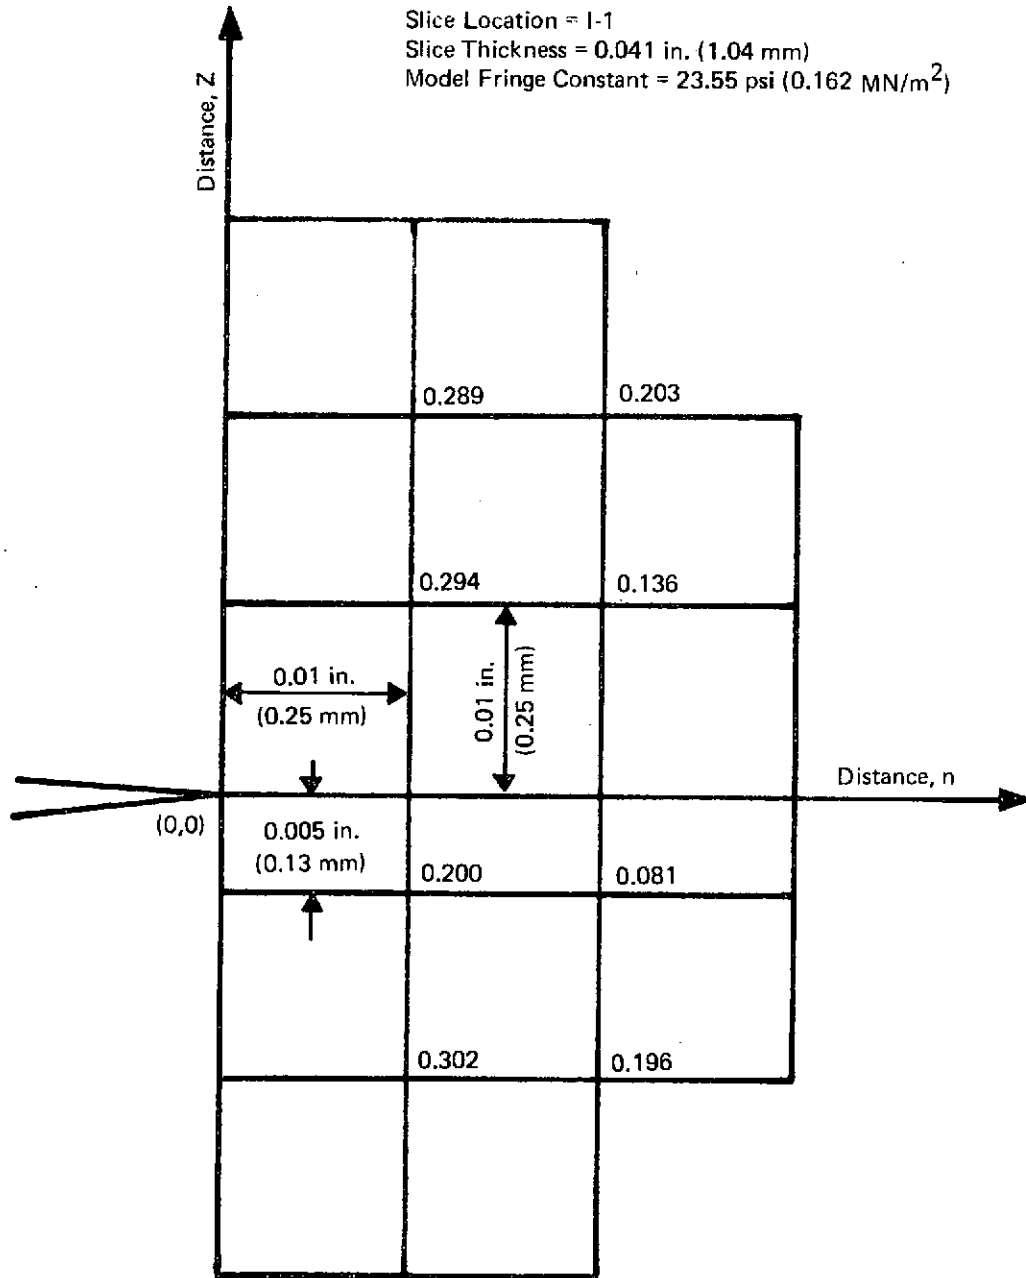 Slice Location = I-1
Slice Thickness = 0.041 in. (1.04 mm)
Model Fringe Constant = 23.55 psi (0.162 MN/m²)
Distance, Z
0.289
0.203
0.294
0.136
0.01 in.
(0.25 mm)
0.01 in.
(0.25 mm)
Distance, n
(0,0)
0.005 in.
(0.13 mm)
0.200
0.081
0.302
0.196